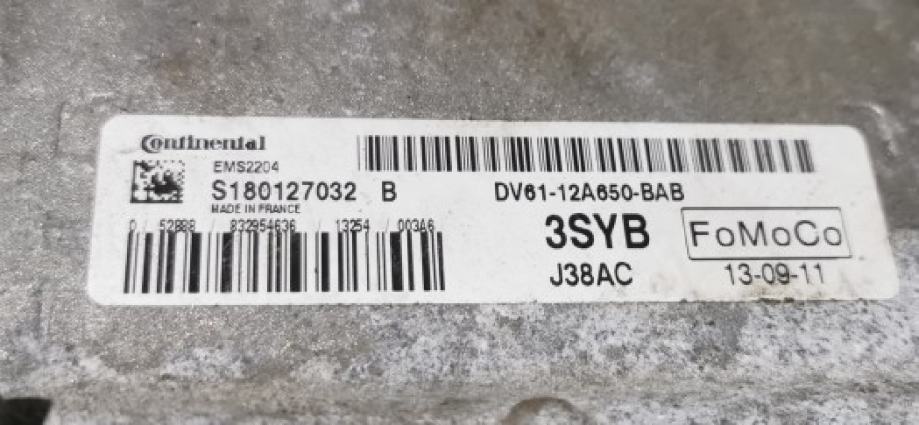 Continental
EMS2204
S180127032 B
MADE IN FRANCE
0 / 52888 / 832954636 / 13254 / 003A6
DV61-12A650-BAB
3SYB FoMoCo
J38AC 13-09-11